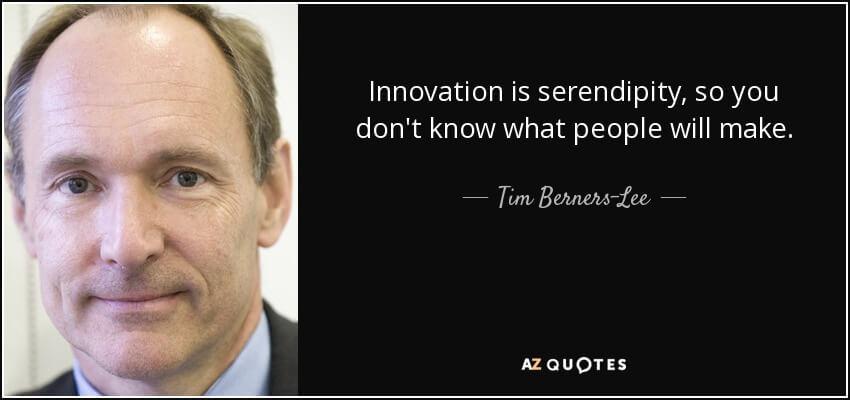 Innovation is serendipity, so you
don't know what people will make.
— Tim Berners-Lee —
AZ QUOTES